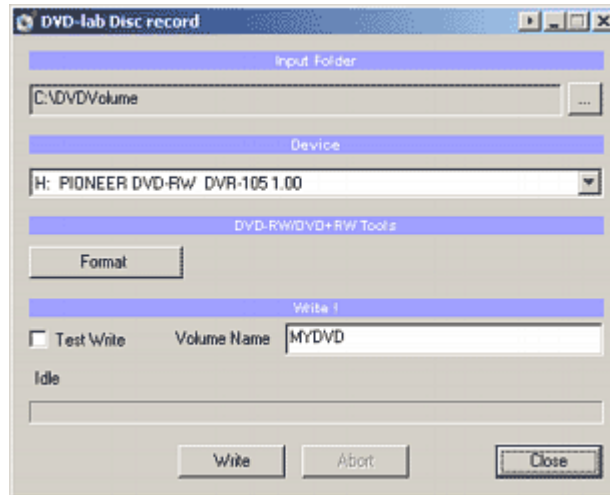 DVD-lab Disc record
Input Folder
C:\DVDVolume
...
Device
H: PIONEER DVD-RW DVR-105 1.00
DVD-RW/DVD+RW Tools
Format
Write !
Test Write Volume Name MYDVD
Idle
Write Abort Close